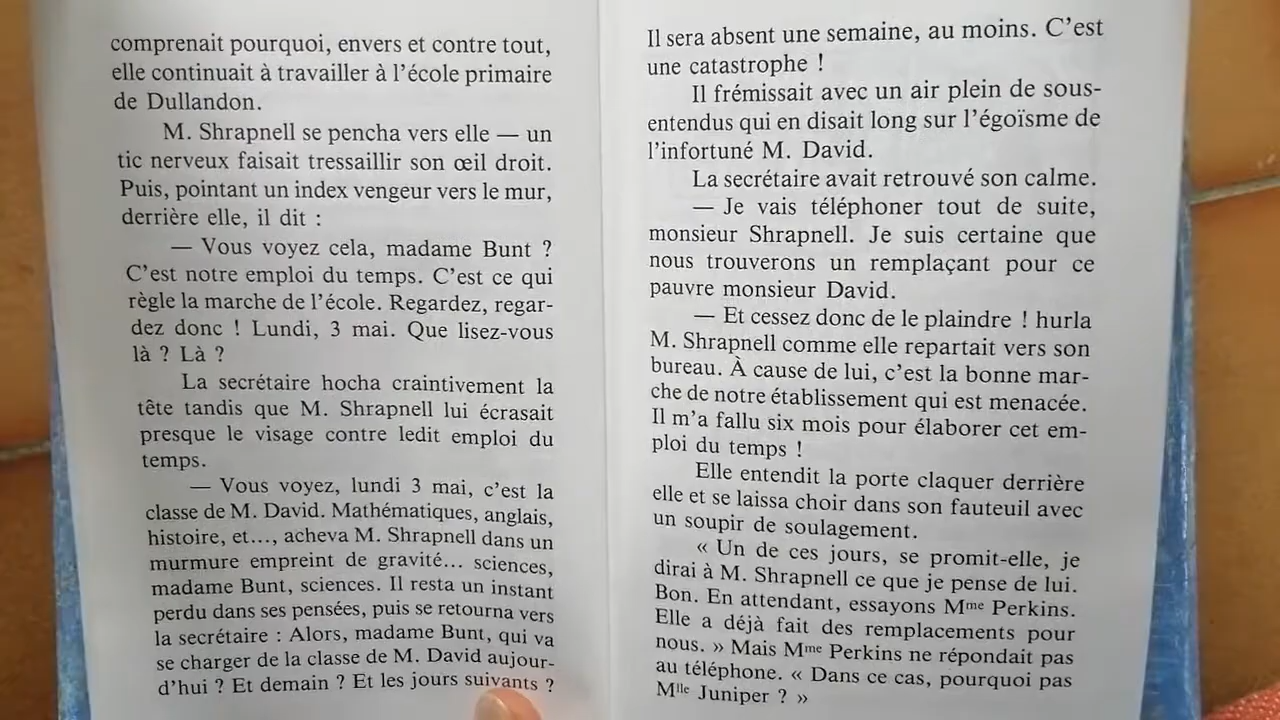 comprenait pourquoi, envers et contre tout,
elle continuait à travailler à l'école primaire
de Dullandon.
M. Shrapnell se pencha vers elle — un
tic nerveux faisait tressaillir son œil droit.
Puis, pointant un index vengeur vers le mur,
derrière elle, il dit :
— Vous voyez cela, madame Bunt ?
C'est notre emploi du temps. C'est ce qui
règle la marche de l'école. Regardez, regar-
dez donc ! Lundi, 3 mai. Que lisez-vous
là ? Là ?
La secrétaire hocha craintivement la
tête tandis que M. Shrapnell lui écrasait
presque le visage contre ledit emploi du
temps.
— Vous voyez, lundi 3 mai, c'est la
classe de M. David. Mathématiques, anglais,
histoire, et..., acheva M. Shrapnell dans un
murmure empreint de gravité... sciences,
madame Bunt, sciences. Il resta un instant
perdu dans ses pensées, puis se retourna vers
la secrétaire : Alors, madame Bunt, qui va
se charger de la classe de M. David aujour-
d'hui ? Et demain ? Et les jours suivants ?
Il sera absent une semaine, au moins. C'est
une catastrophe !
Il frémissait avec un air plein de sous-
entendus qui en disait long sur l'égoïsme de
l'infortuné M. David.
La secrétaire avait retrouvé son calme.
— Je vais téléphoner tout de suite,
monsieur Shrapnell. Je suis certaine que
nous trouverons un remplaçant pour ce
pauvre monsieur David.
— Et cessez donc de le plaindre ! hurla
M. Shrapnell comme elle repartait vers son
bureau. À cause de lui, c'est la bonne mar-
che de notre établissement qui est menacée.
Il m'a fallu six mois pour élaborer cet em-
ploi du temps !
Elle entendit la porte claquer derrière
elle et se laissa choir dans son fauteuil avec
un soupir de soulagement.
« Un de ces jours, se promit-elle, je
dirai à M. Shrapnell ce que je pense de lui.
Bon. En attendant, essayons Mme Perkins.
Elle a déjà fait des remplacements pour
nous. » Mais Mme Perkins ne répondait pas
au téléphone. « Dans ce cas, pourquoi pas
Mlle Juniper ? »